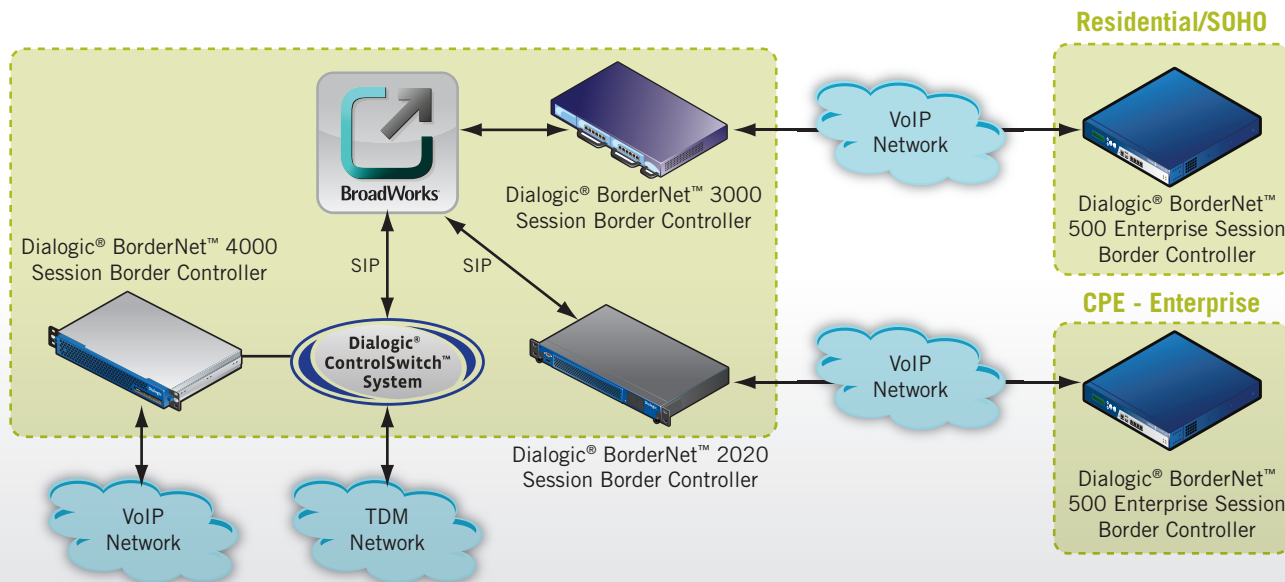 Residential/SOHO
BroadWorks®
Dialogic® BorderNet™ 3000
Session Border Controller
VoIP
Network
Dialogic® BorderNet™
500 Enterprise Session
Border Controller
Dialogic® BorderNet™ 4000
Session Border Controller
SIP
SIP
CPE - Enterprise
Dialogic®
ControlSwitch™
System
VoIP
Network
Dialogic® BorderNet™ 2020
Session Border Controller
Dialogic® BorderNet™
500 Enterprise Session
Border Controller
VoIP
Network
TDM
Network